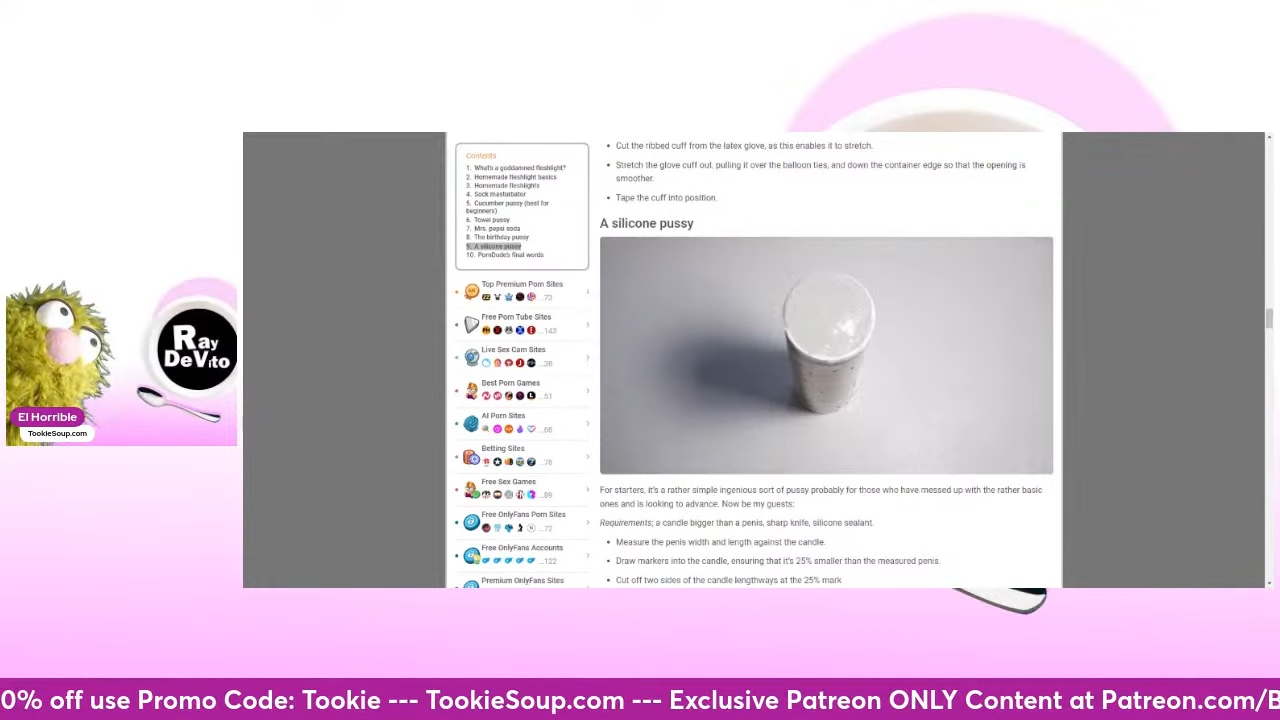 Contents
1. What's a goddamned fleshlight?
2. Homemade fleshlight basics
3. Homemade fleshlights
4. Sock masturbator
5. Cucumber pussy (best for
beginners)
6. Towel pussy
7. Mrs. pepsi soda
8. The birthday pussy
9. A silicone pussy
10. PornDude's final words
Top Premium Porn Sites
...73
Free Porn Tube Sites
...143
Live Sex Cam Sites
...38
Best Porn Games
...51
AI Porn Sites
...68
Betting Sites
...78
Free Sex Games
...89
Free OnlyFans Porn Sites
...72
Free OnlyFans Accounts
...122
Premium OnlyFans Sites
Cut the ribbed cuff from the latex glove, as this enables it to stretch.
Stretch the glove cuff out, pulling it over the balloon ties, and down the container edge so that the opening is
smoother.
Tape the cuff into position.
A silicone pussy
For starters, it's a rather simple ingenious sort of pussy probably for those who have messed up with the rather basic
ones and is looking to advance. Now be my guests:
Requirements; a candle bigger than a penis, sharp knife, silicone sealant.
Measure the penis width and length against the candle.
Draw markers into the candle, ensuring that it's 25% smaller than the measured penis.
Cut off two sides of the candle lengthways at the 25% mark
Ray
DeVito
El Horrible
TookieSoup.com
0% off use Promo Code: Tookie --- TookieSoup.com --- Exclusive Patreon ONLY Content at Patreon.com/B